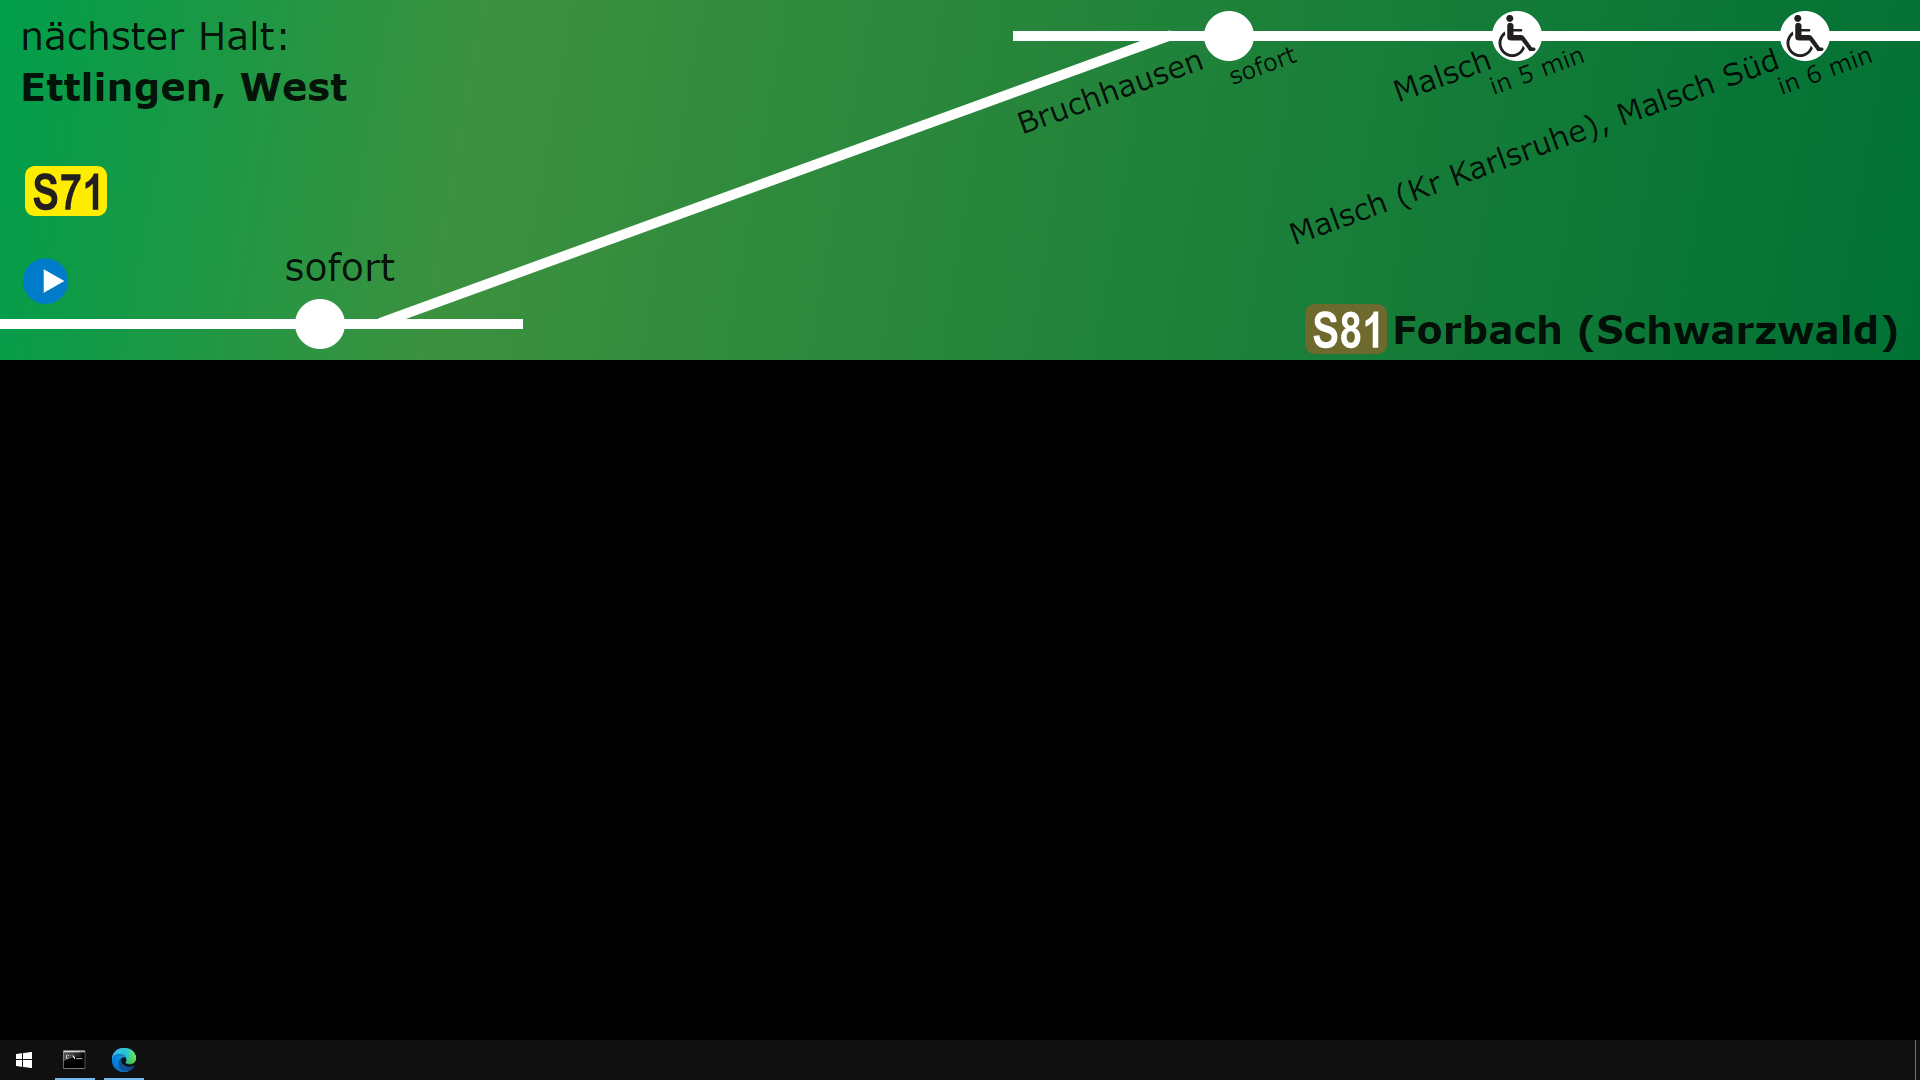 nächster Halt:
Ettlingen, West
S71
sofort
Bruchhausen
sofort
Malsch
in 5 min
Malsch (Kr Karlsruhe), Malsch Süd
in 6 min
S81 Forbach (Schwarzwald)